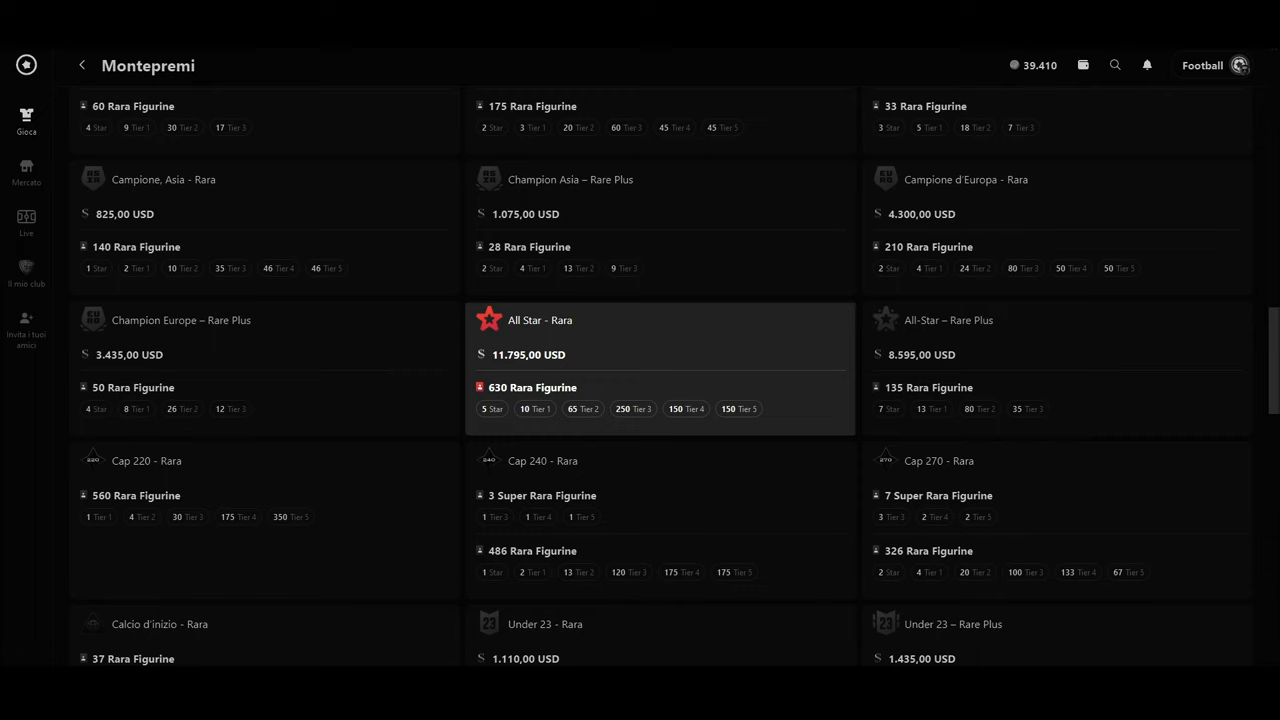 Montepremi
39.410
Football
Gioca
Mercato
Live
Il mio club
Invita i tuoi
amici
60 Rara Figurine
4 Star 9 Tier 1 30 Tier 2 17 Tier 3
175 Rara Figurine
2 Star 3 Tier 1 20 Tier 2 60 Tier 3 45 Tier 4 45 Tier 5
33 Rara Figurine
3 Star 5 Tier 1 18 Tier 2 7 Tier 3
ASIA
Campione, Asia - Rara
825,00 USD
140 Rara Figurine
1 Star 2 Tier 1 10 Tier 2 35 Tier 3 46 Tier 4 46 Tier 5
ASIA
Champion Asia – Rare Plus
1.075,00 USD
28 Rara Figurine
2 Star 4 Tier 1 13 Tier 2 9 Tier 3
EURO
Campione d'Europa - Rara
4.300,00 USD
210 Rara Figurine
2 Star 4 Tier 1 24 Tier 2 80 Tier 3 50 Tier 4 50 Tier 5
EURO
Champion Europe – Rare Plus
3.435,00 USD
50 Rara Figurine
4 Star 8 Tier 1 26 Tier 2 12 Tier 3
All Star - Rara
11.795,00 USD
630 Rara Figurine
5 Star 10 Tier 1 65 Tier 2 250 Tier 3 150 Tier 4 150 Tier 5
All-Star – Rare Plus
8.595,00 USD
135 Rara Figurine
7 Star 13 Tier 1 80 Tier 2 35 Tier 3
220
Cap 220 - Rara
560 Rara Figurine
1 Tier 1 4 Tier 2 30 Tier 3 175 Tier 4 350 Tier 5
240
Cap 240 - Rara
3 Super Rara Figurine
1 Tier 3 1 Tier 4 1 Tier 5
486 Rara Figurine
1 Star 2 Tier 1 13 Tier 2 120 Tier 3 175 Tier 4 175 Tier 5
270
Cap 270 - Rara
7 Super Rara Figurine
3 Tier 3 2 Tier 4 2 Tier 5
326 Rara Figurine
2 Star 4 Tier 1 20 Tier 2 100 Tier 3 133 Tier 4 67 Tier 5
Calcio d'inizio - Rara
37 Rara Figurine
23
Under 23 - Rara
1.110,00 USD
23
Under 23 – Rare Plus
1.435,00 USD